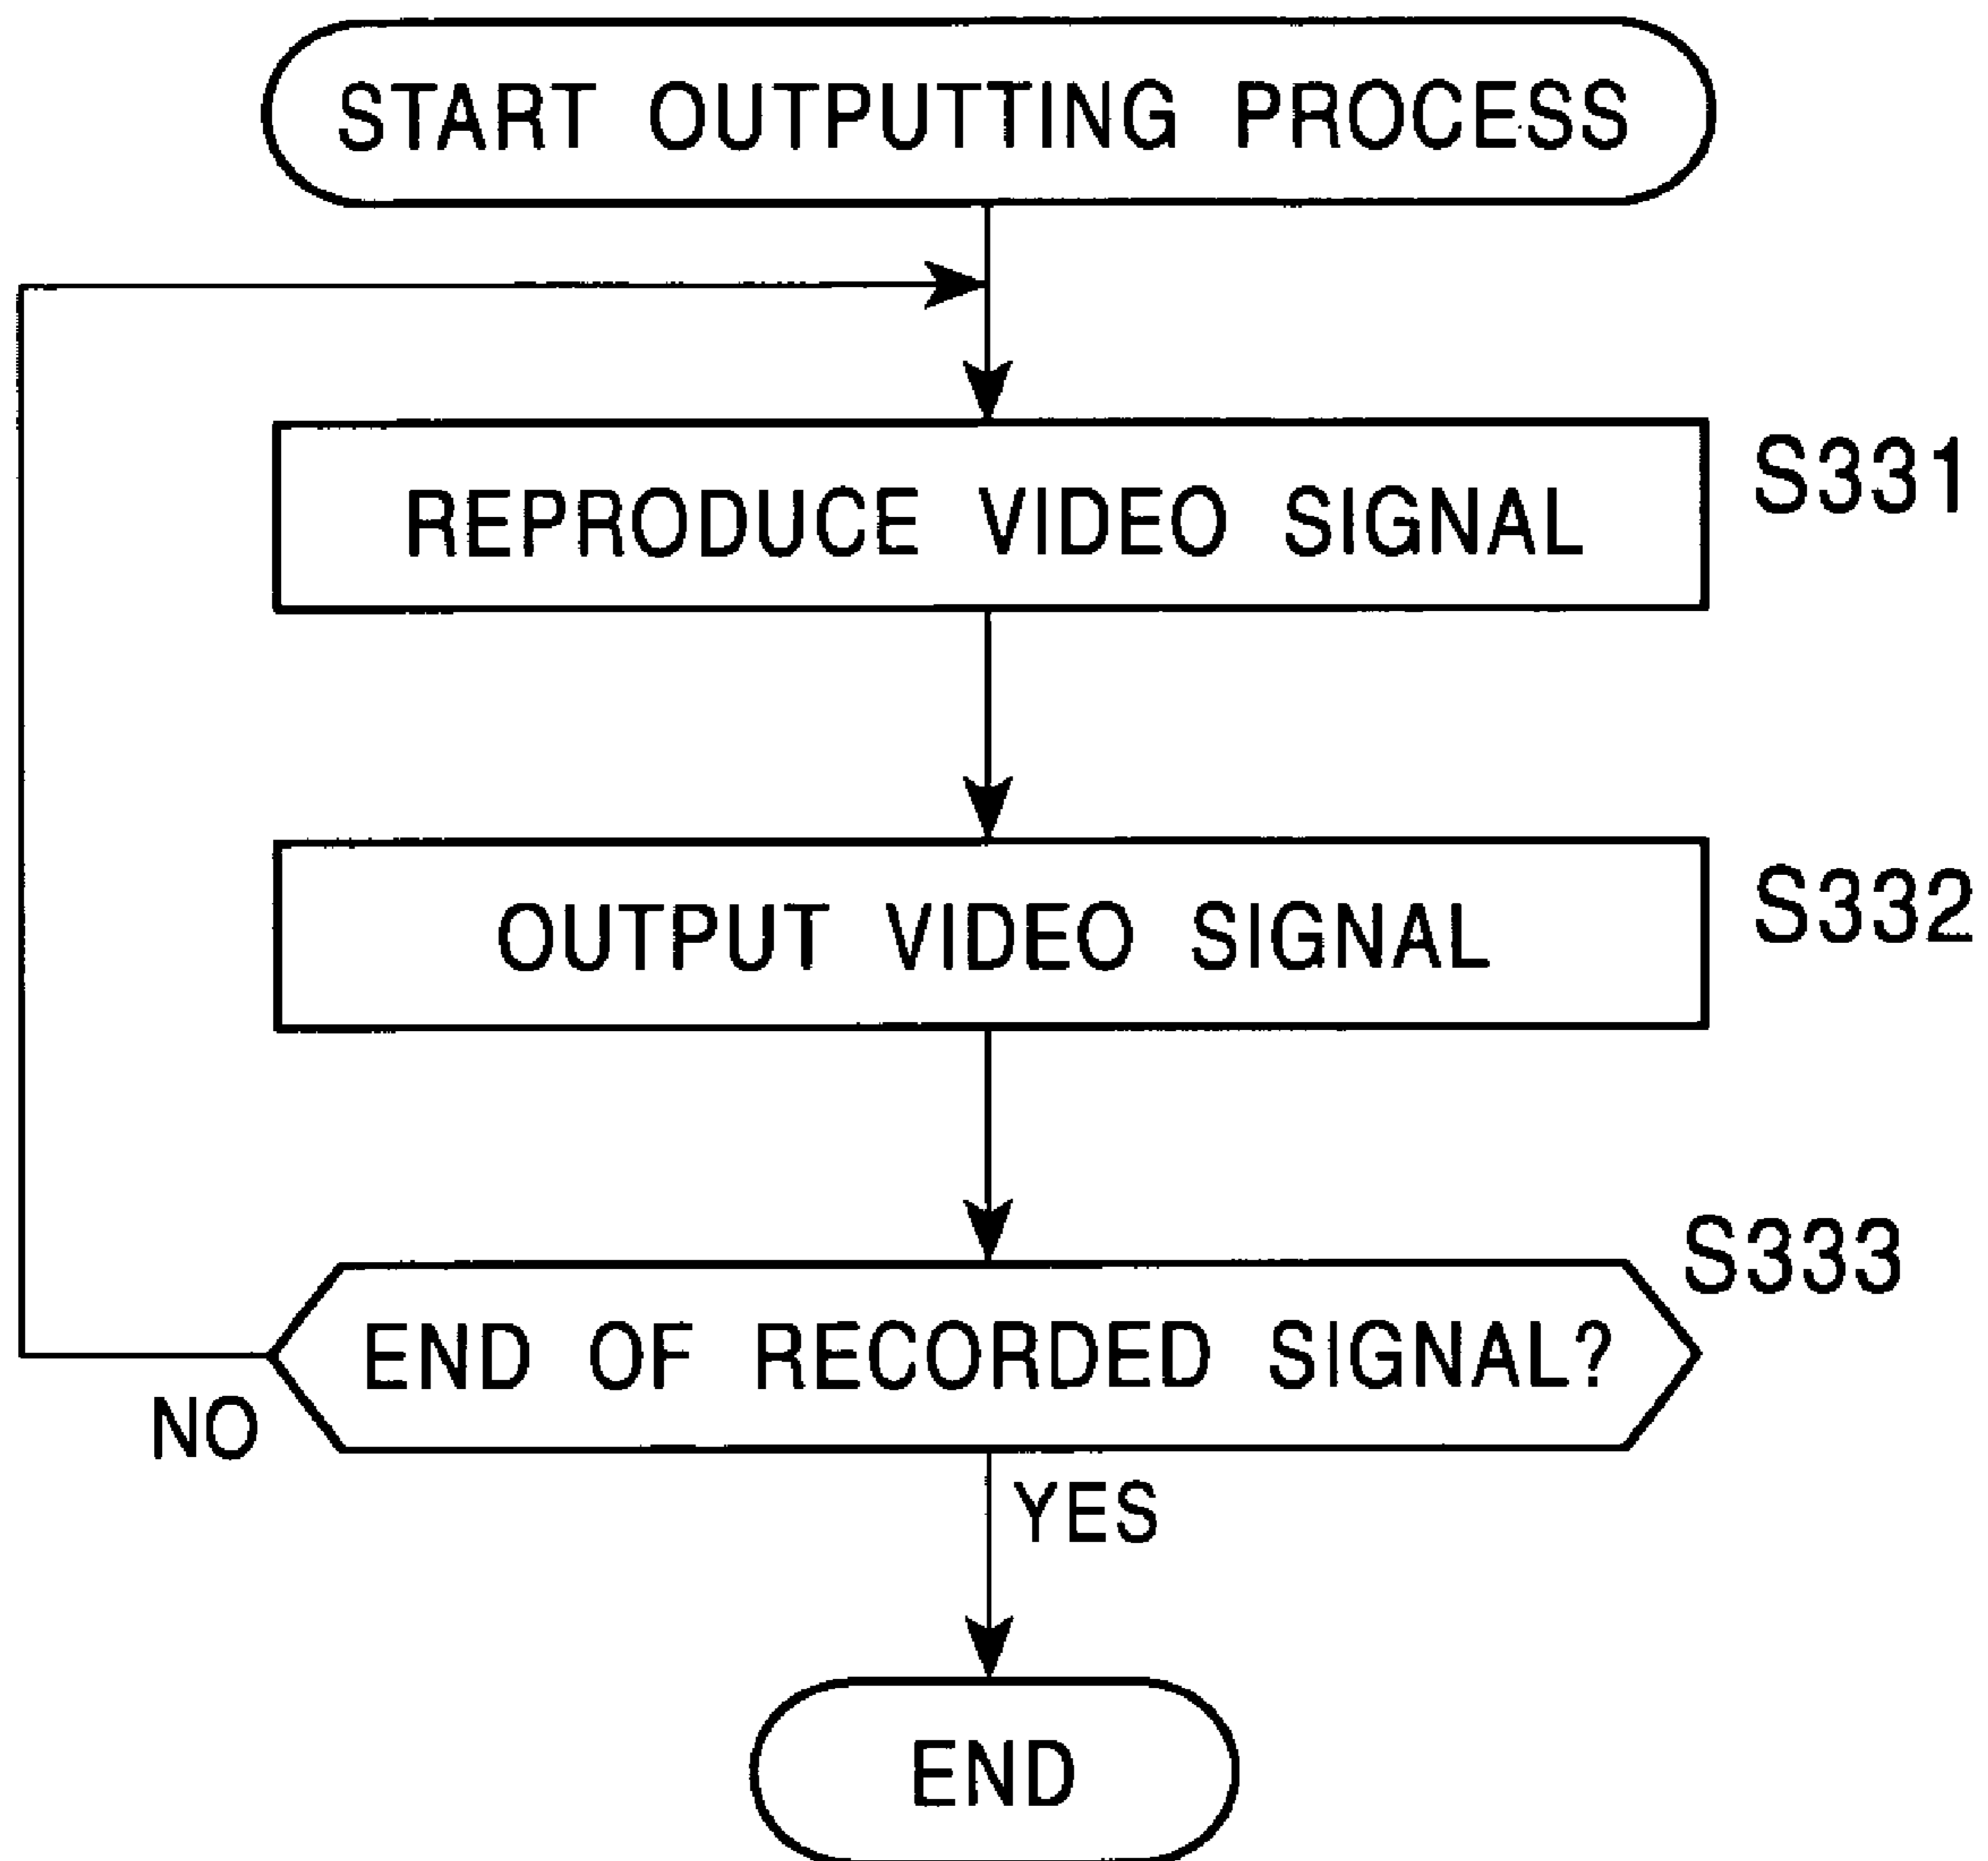 START OUTPUTTING PROCESS
REPRODUCE VIDEO SIGNAL
S331
OUTPUT VIDEO SIGNAL
S332
S333
END OF RECORDED SIGNAL?
NO
YES
END